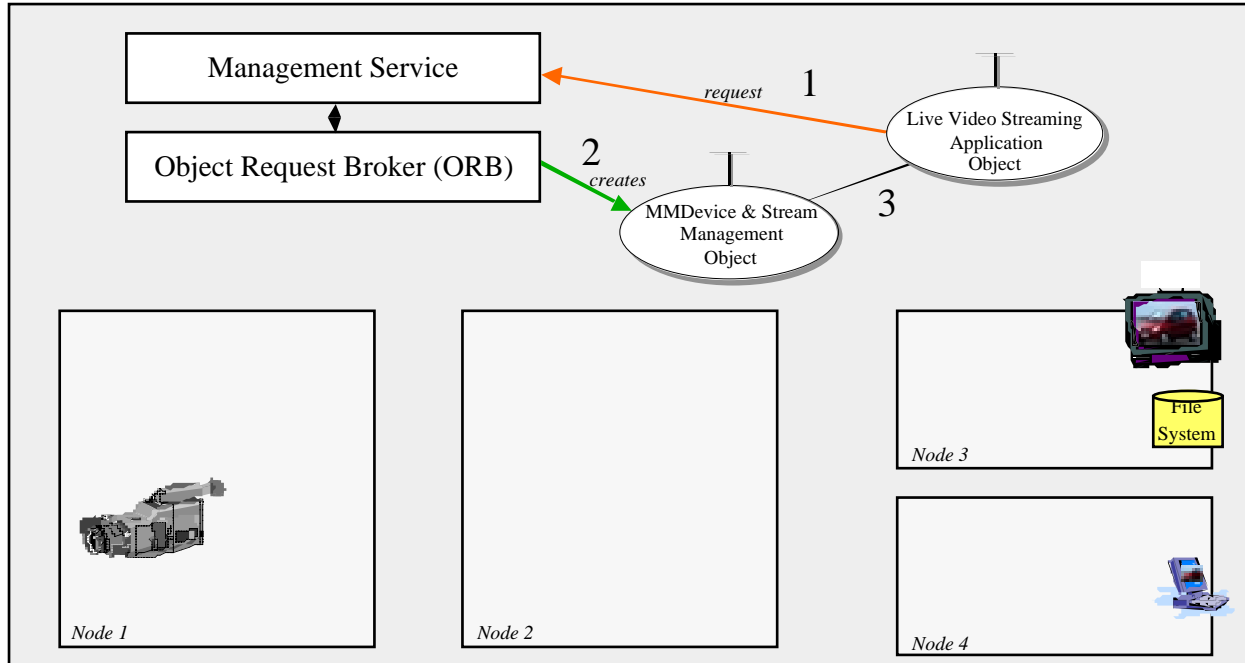 Management Service
request
1
Live Video Streaming
Application
Object
Object Request Broker (ORB)
2
creates
3
MMDevice & Stream
Management
Object
File
System
Node 1
Node 2
Node 3
Node 4